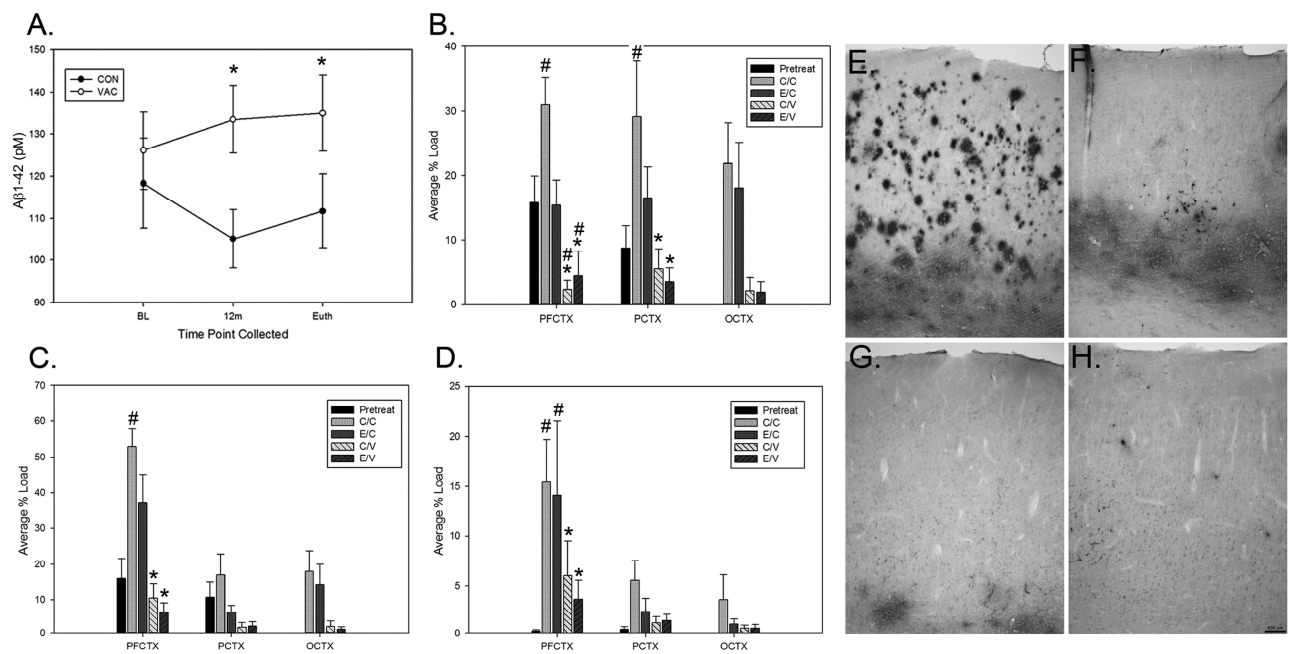 A.
150
140
130
120
110
100
90
Aβ1-42 (pM)
CON
VAC
*
*
BL
12m
Euth
Time Point Collected
B.
40
30
20
10
0
Average % Load
Pretreat
C/C
E/C
C/V
E/V
#
#
#
*
#
*
*
*
PFCTX
PCTX
OCTX
C.
70
60
50
40
30
20
10
0
Average % Load
Pretreat
C/C
E/C
C/V
E/V
#
*
*
PFCTX
PCTX
OCTX
D.
25
20
15
10
5
0
Average % Load
Pretreat
C/C
E/C
C/V
E/V
#
#
*
*
PFCTX
PCTX
OCTX
E.
F.
G.
H.